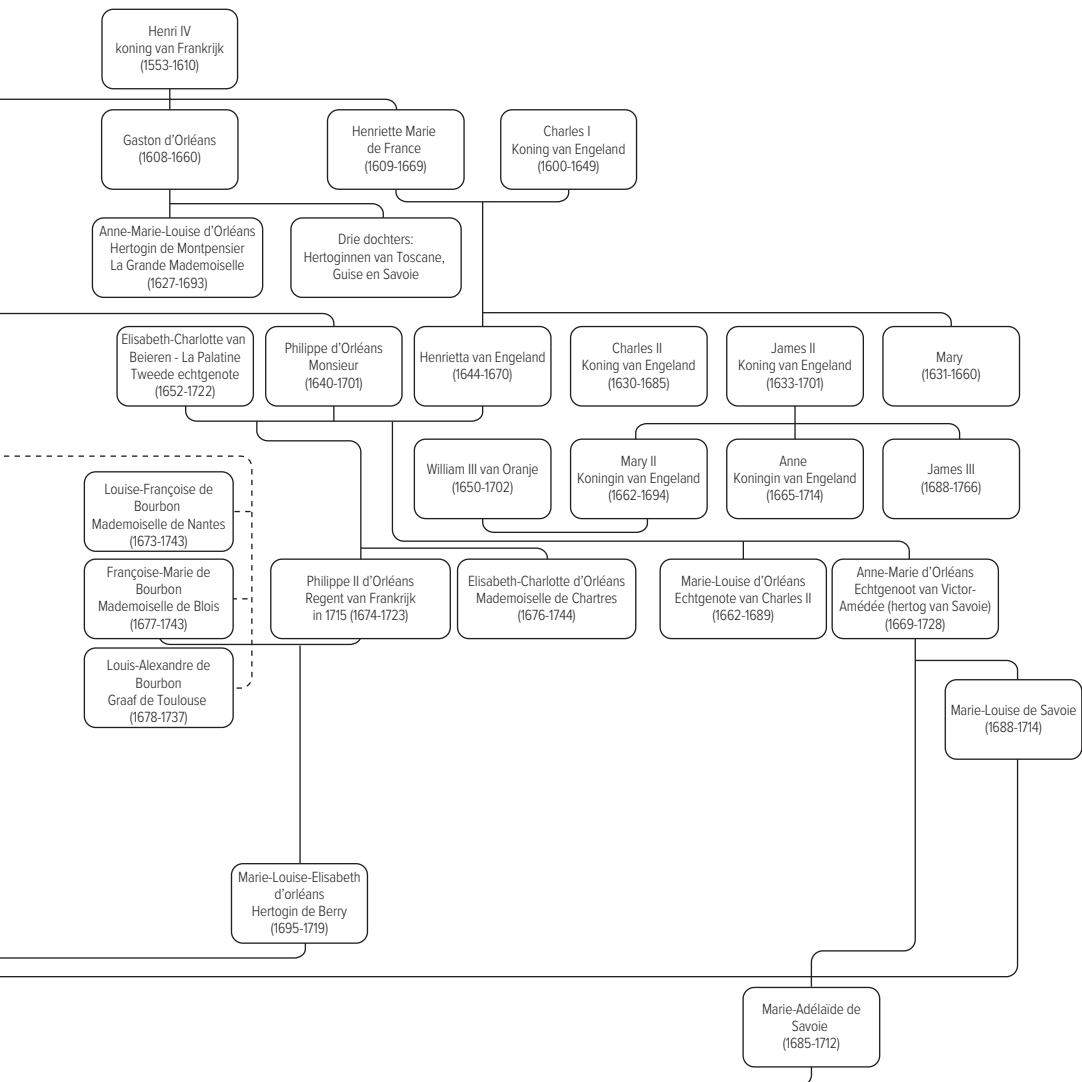 Henri IV
koning van Frankrijk
(1553-1610)
Gaston d’Orléans
(1608-1660)
Henriette Marie
de France
(1609-1669)
Charles I
Koning van Engeland
(1600-1649)
Anne-Marie-Louise d’Orléans
Hertogin de Montpensier
La Grande Mademoiselle
(1627-1693)
Drie dochters:
Hertoginnen van Toscane,
Guise en Savoie
Elisabeth-Charlotte van
Beieren - La Palatine
Tweede echtgenote
(1652-1722)
Philippe d’Orléans
Monsieur
(1640-1701)
Henrietta van Engeland
(1644-1670)
Charles II
Koning van Engeland
(1630-1685)
James II
Koning van Engeland
(1633-1701)
Mary
(1631-1660)
William III van Oranje
(1650-1702)
Mary II
Koningin van Engeland
(1662-1694)
Anne
Koningin van Engeland
(1665-1714)
James III
(1688-1766)
Louise-Françoise de
Bourbon
Mademoiselle de Nantes
(1673-1743)
Françoise-Marie de
Bourbon
Mademoiselle de Blois
(1677-1743)
Philippe II d’Orléans
Regent van Frankrijk
in 1715 (1674-1723)
Elisabeth-Charlotte d’Orléans
Mademoiselle de Chartres
(1676-1744)
Marie-Louise d’Orléans
Echtgenote van Charles II
(1662-1689)
Anne-Marie d’Orléans
Echtgenoot van Victor-
Amédée (hertog van Savoie)
(1669-1728)
Louis-Alexandre de
Bourbon
Graaf de Toulouse
(1678-1737)
Marie-Louise de Savoie
(1688-1714)
Marie-Louise-Elisabeth
d’orléans
Hertogin de Berry
(1695-1719)
Marie-Adélaïde de
Savoie
(1685-1712)